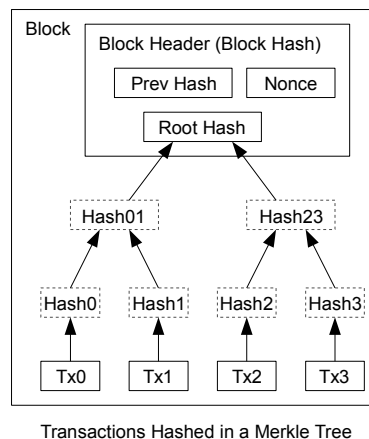 Block
Block Header (Block Hash)
Prev Hash Nonce
Root Hash
Hash01 Hash23
Hash0 Hash1 Hash2 Hash3
Tx0 Tx1 Tx2 Tx3
Transactions Hashed in a Merkle Tree